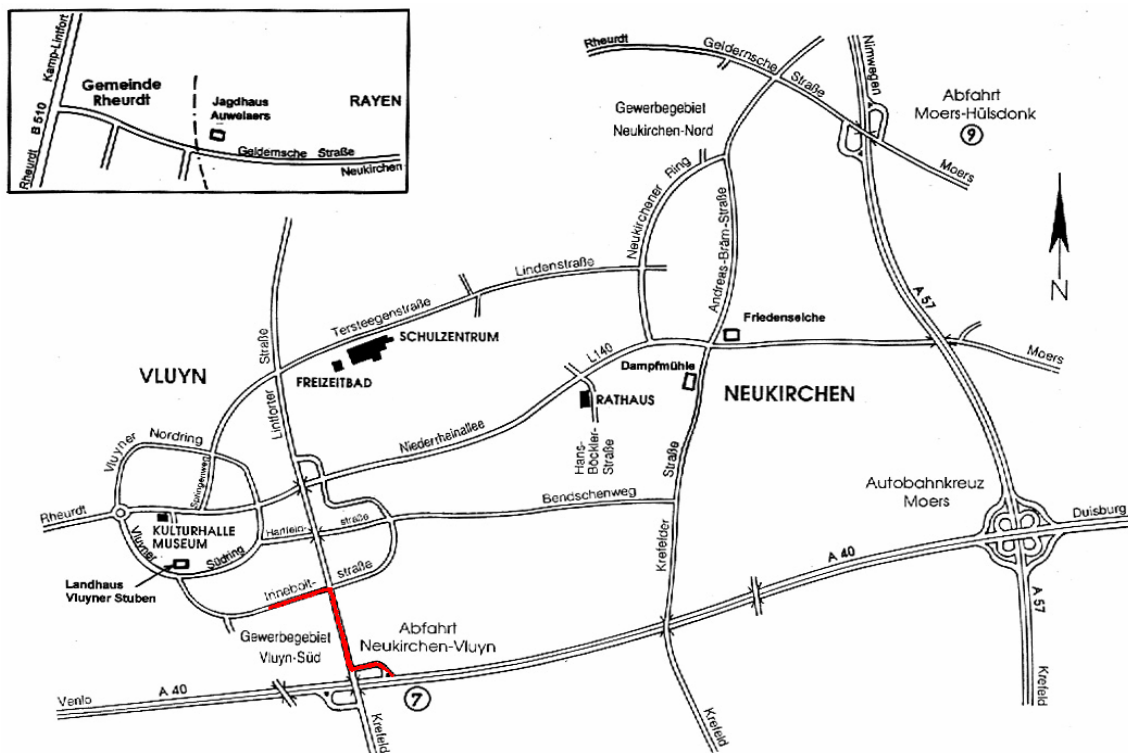 Kamp-Lintfort
B 510
Rheurdt
Gemeinde
Rheurdt
Jagdhaus
Auwelaers
RAYEN
Geldernsche Straße
Neukirchen
Rheurdt
Geldernsche
Straße
Nimwegen
Abfahrt
Moers-Hülsdonk
9
Moers
Gewerbegebiet
Neukirchen-Nord
Neukirchener
Ring
Andreas-Bräm-Straße
N
A 57
Lindenstraße
Tersteegenstraße
SCHULZENTRUM
FREIZEITBAD
Lintforter
Straße
VLUYN
L140
Friedenseiche
Dampfmühle
NEUKIRCHEN
Moers
RATHAUS
Hans-
Böckler-
Straße
Niederrheinallee
Vluyner
Nordring
Springenweg
Rheurdt
KULTURHALLE
MUSEUM
Vluyner
Südring
Landhaus
Vluyner Stuben
straße
Bendschenweg
Krefelder
Straße
Autobahnkreuz
Moers
Duisburg
A 40
straße
Gewerbegebiet
Vluyn-Süd
Abfahrt
Neukirchen-Vluyn
7
Venlo
A 40
Krefeld
Krefeld
A 57
Krefeld